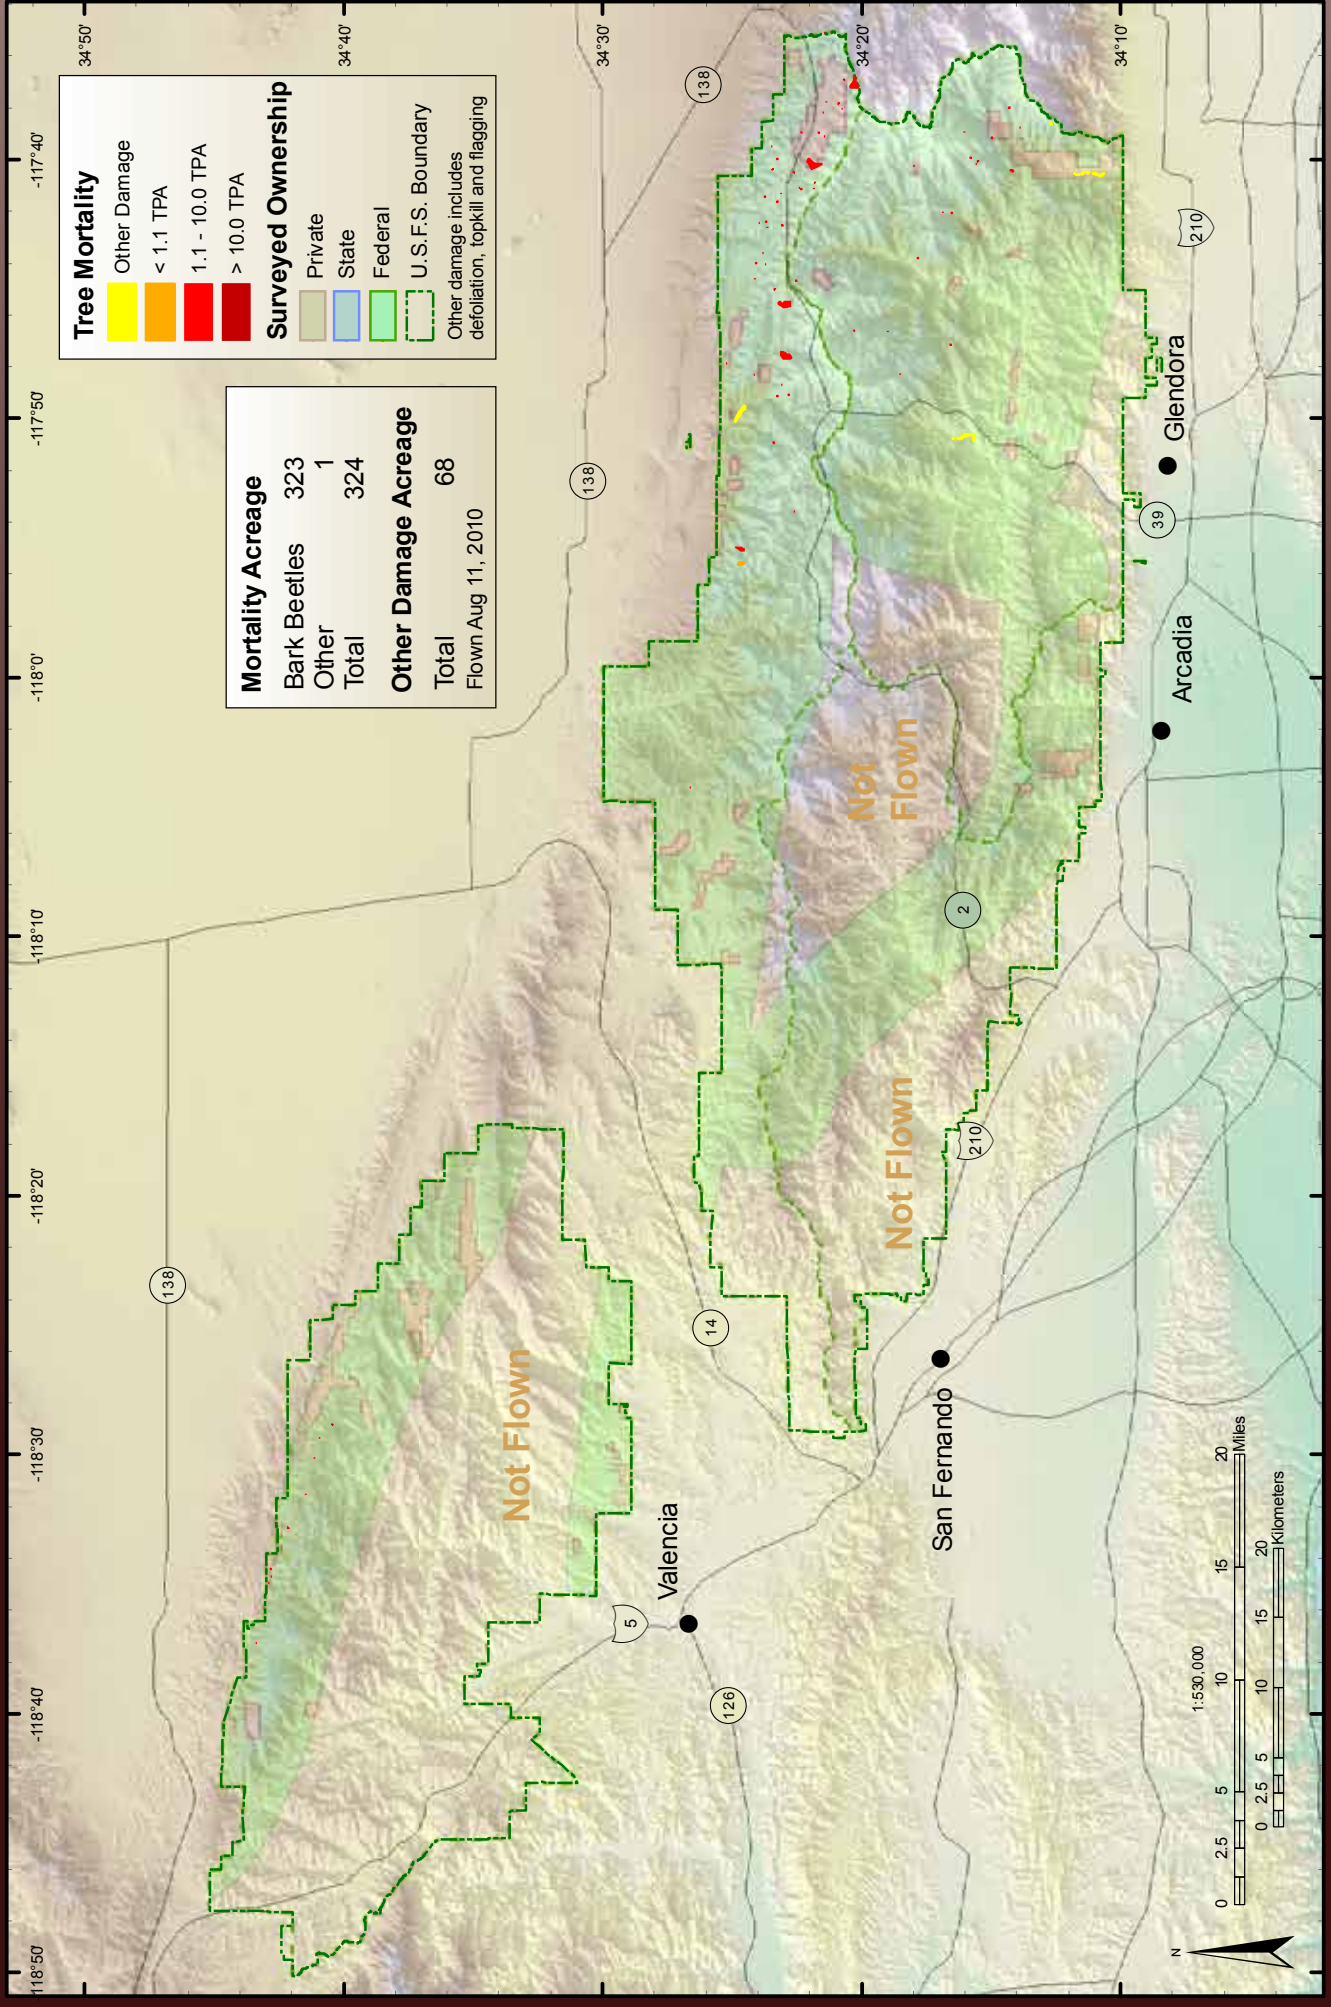 -118°50'
-118°40'
-118°30'
-118°20'
-118°10'
-118°0'
-117°50'
-117°40'
34°50'
34°40'
34°30'
34°20'
34°10'
Mortality Acreage
Bark Beetles 323
Other 1
Total 324
Other Damage Acreage
Total 68
Flown Aug 11, 2010
Tree Mortality
Other Damage
< 1.1 TPA
1.1 - 10.0 TPA
> 10.0 TPA
Surveyed Ownership
Private
State
Federal
U.S.F.S. Boundary
Other damage includes
defoliation, topkill and flagging
138
138
138
Not Flown
14
5
Valencia
126
Not
Flown
Not Flown
2
210
San Fernando
Arcadia
39
Glendora
210
N
1:530,000
0 2.5 5 10 15 20
Miles
0 2.5 5 10 15 20
Kilometers